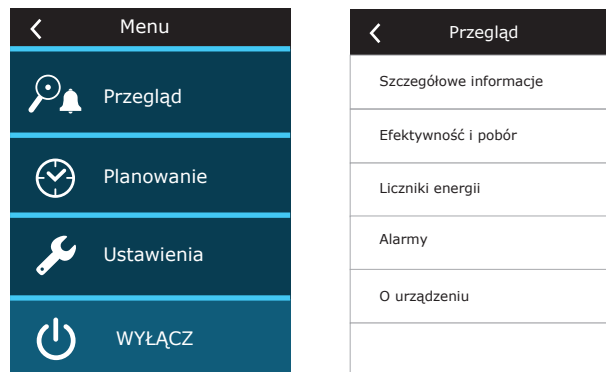 Menu
Przegląd
Planowanie
Ustawienia
WYŁĄCZ
Przegląd
Szczegółowe informacje
Efektywność i pobór
Liczniki energii
Alarmy
O urządzeniu